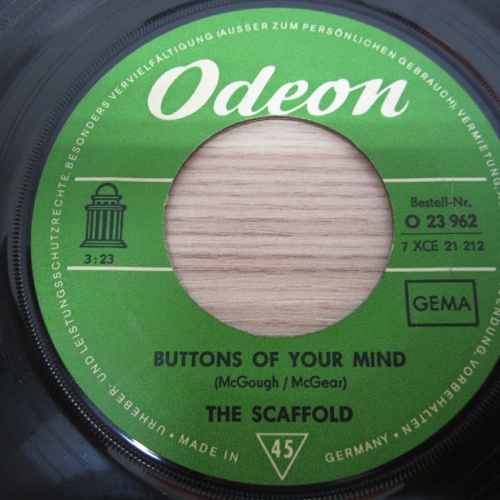 URHEBER- UND LEISTUNGSSCHUTZRECHTE, BESONDERS VERVIELFÄLTIGUNG (AUSSER ZUM PERSÖNLICHEN GEBRAUCH), VERMIETUNG
NDUNG, VORBEHALTEN
Odeon
3:23
Bestell-Nr.
O 23 962
7 XCE 21 212
GEMA
BUTTONS OF YOUR MIND
(McGough / McGear)
THE SCAFFOLD
• MADE IN 45 GERMANY •